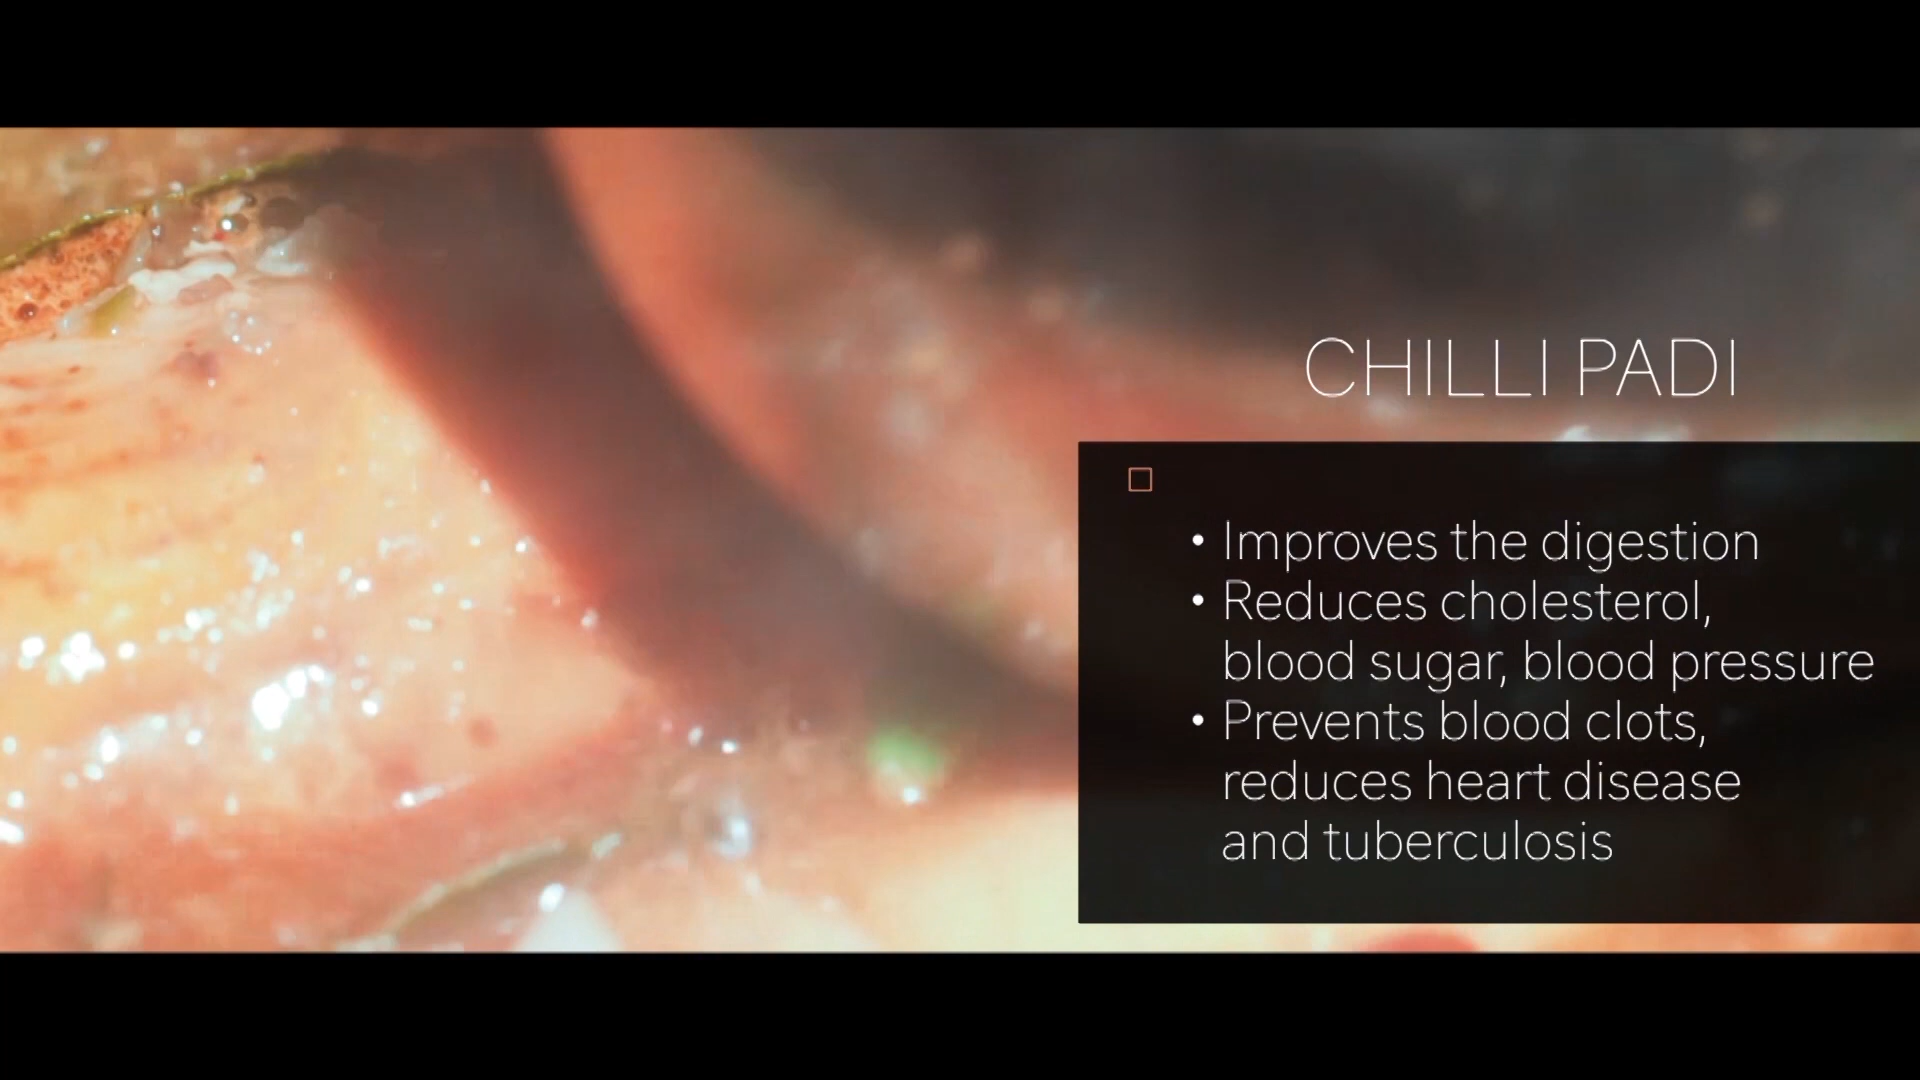 CHILLI PADI
• Improves the digestion
• Reduces cholesterol,
blood sugar, blood pressure
• Prevents blood clots,
reduces heart disease
and tuberculosis